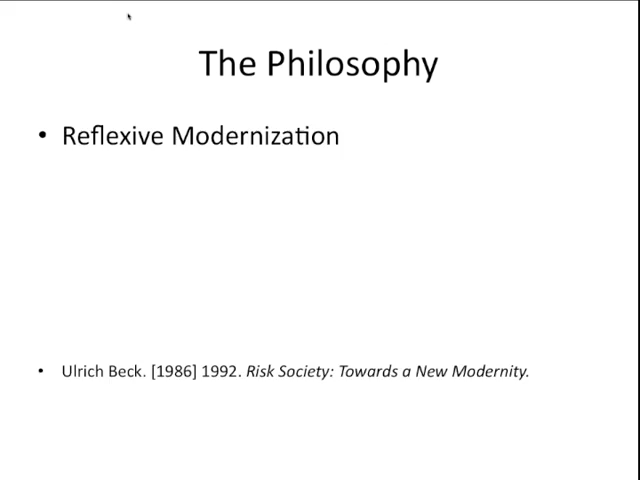 The Philosophy
• Reflexive Modernization
• Ulrich Beck. [1986] 1992. Risk Society: Towards a New Modernity.